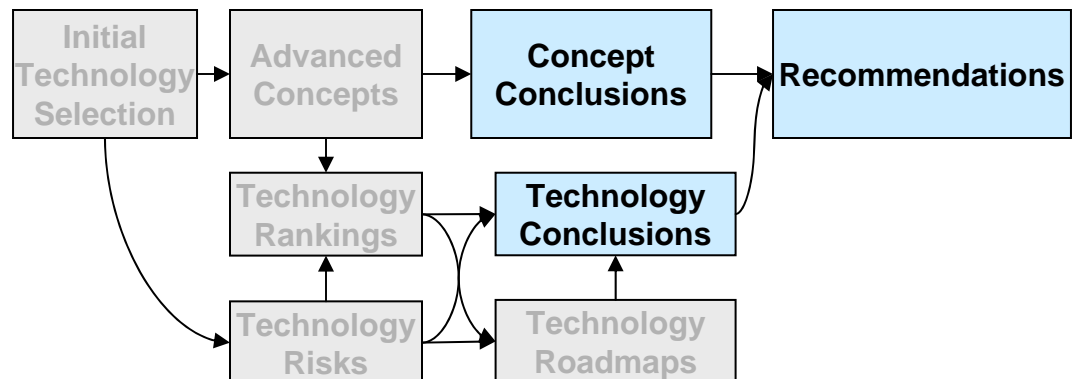 Initial
Technology
Selection
Advanced
Concepts
Concept
Conclusions
Recommendations
Technology
Rankings
Technology
Conclusions
Technology
Risks
Technology
Roadmaps